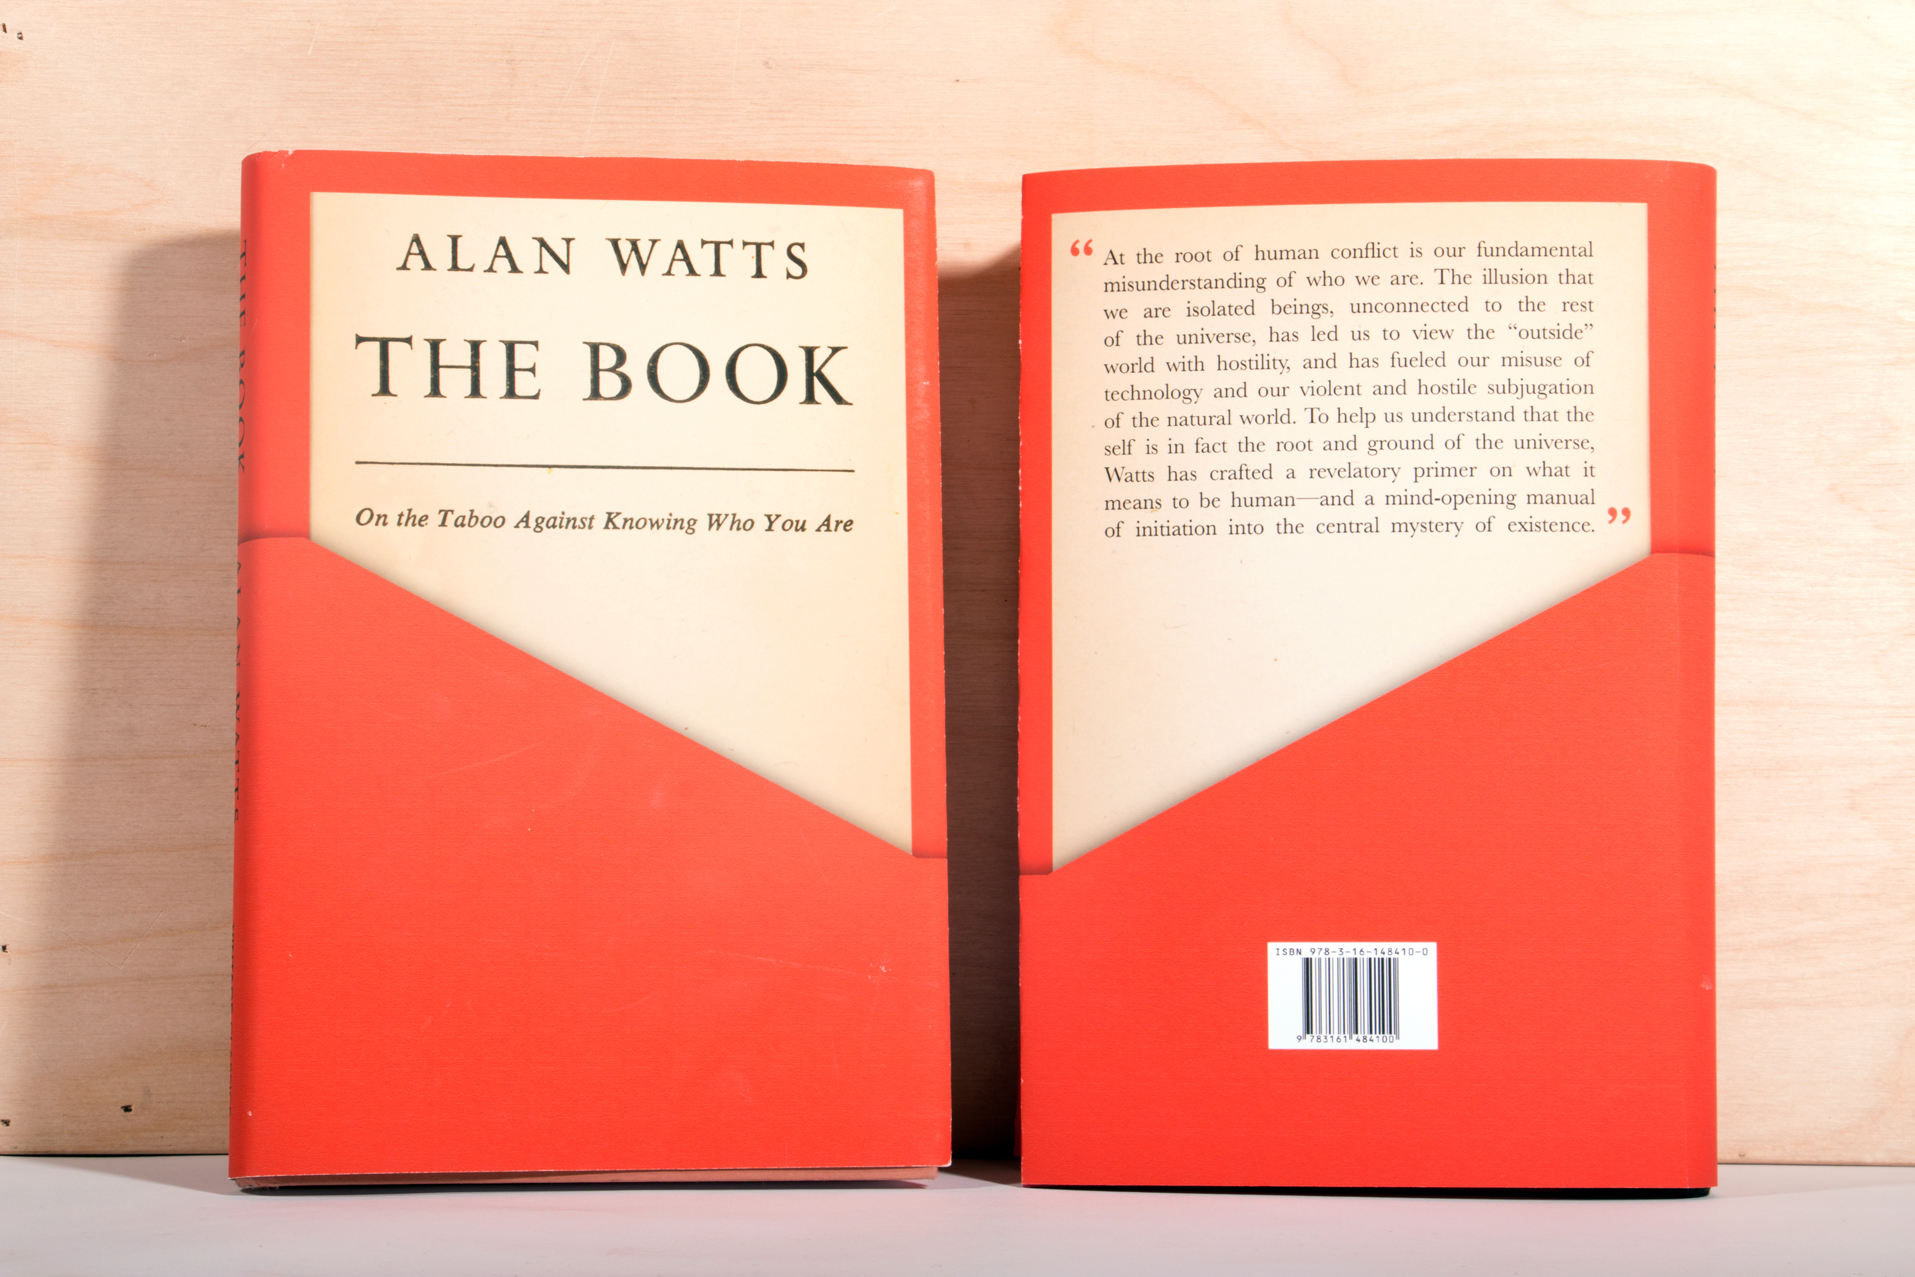 THE BOOK ALAN WATTS
ALAN WATTS
THE BOOK
On the Taboo Against Knowing Who You Are
“ At the root of human conflict is our fundamental
misunderstanding of who we are. The illusion that
we are isolated beings, unconnected to the rest
of the universe, has led us to view the “outside”
world with hostility, and has fueled our misuse of
technology and our violent and hostile subjugation
of the natural world. To help us understand that the
self is in fact the root and ground of the universe,
Watts has crafted a revelatory primer on what it
means to be human—and a mind-opening manual
of initiation into the central mystery of existence. ”
ISBN 978-3-16-148410-0
9 783161 484100